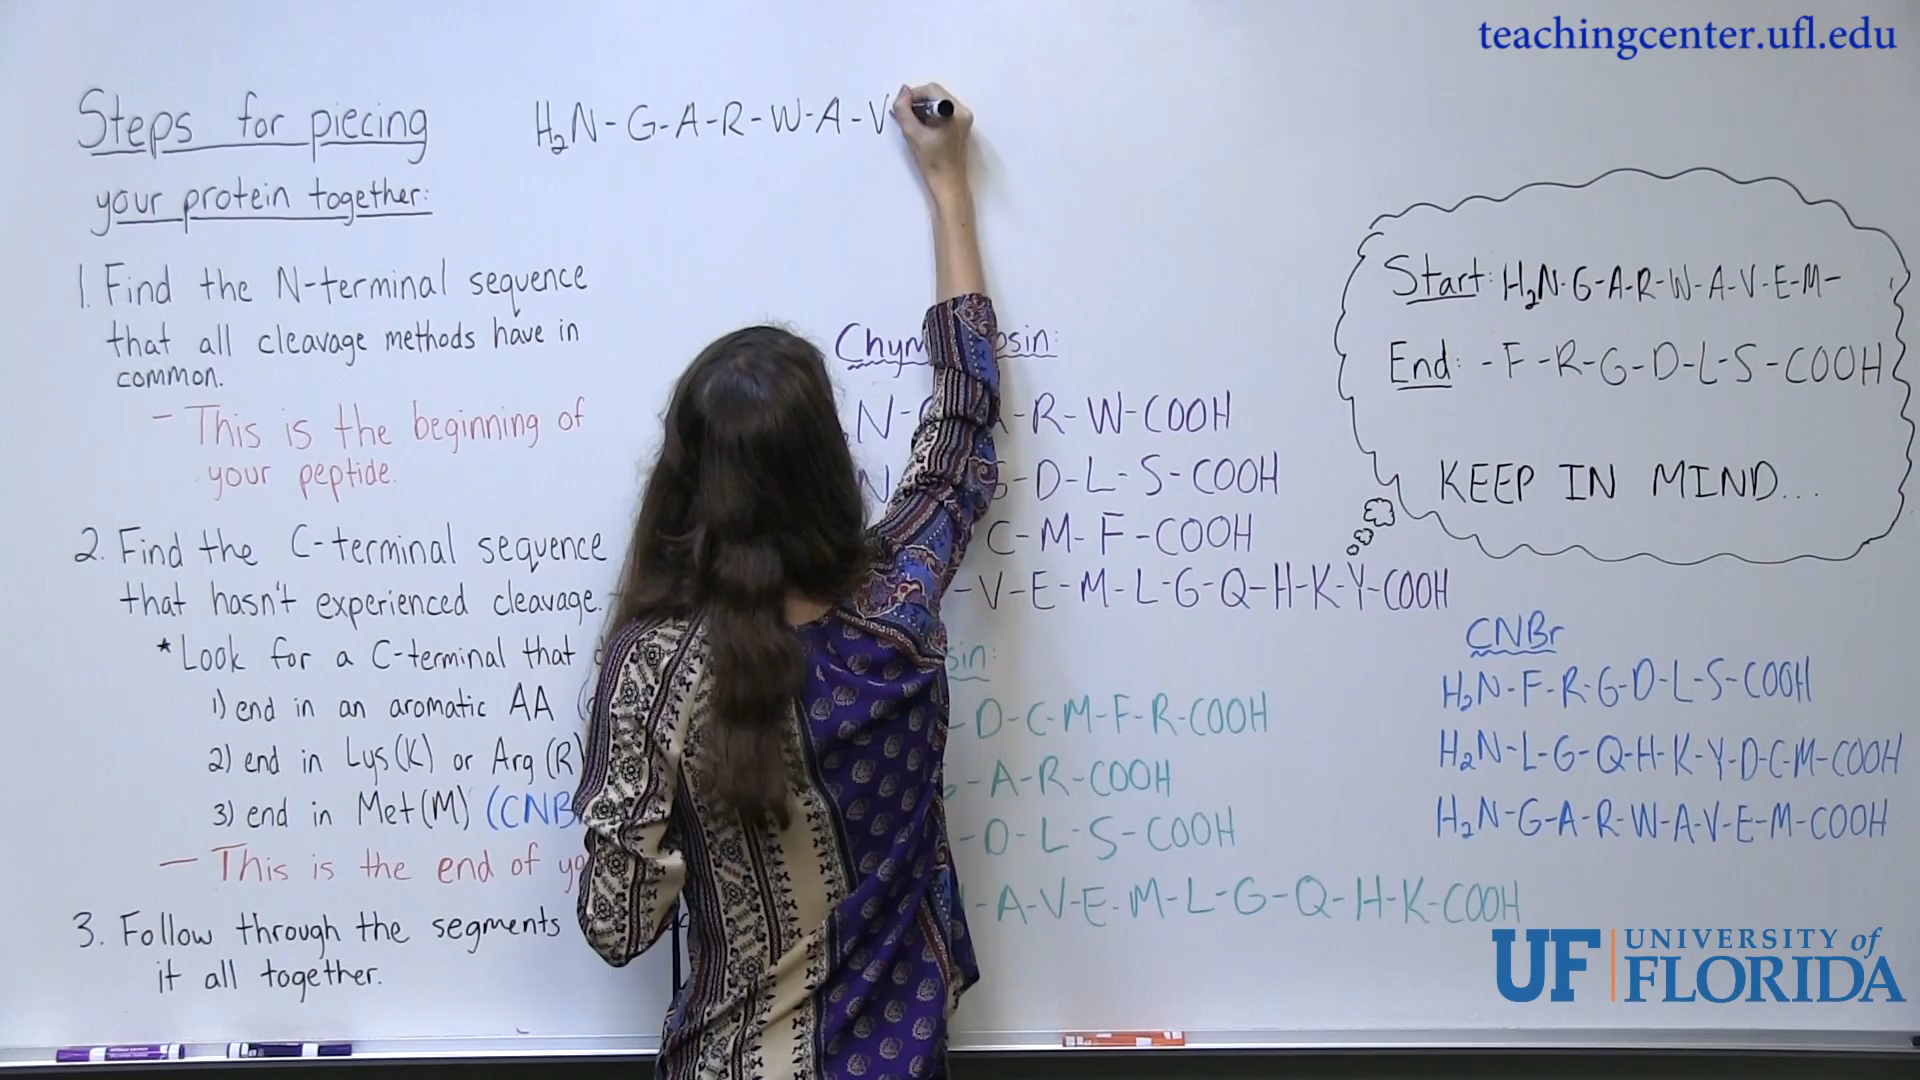 teachingcenter.ufl.edu
Steps for piecing
your protein together:
H₂N-G-A-R-W-A-V
1. Find the N-terminal sequence
that all cleavage methods have in
common.
- This is the beginning of
your peptide.
2. Find the C-terminal sequence
that hasn't experienced cleavage.
* Look for a C-terminal that
1) end in an aromatic AA
2) end in Lys(K) or Arg(R)
3) end in Met(M) (CNB
- This is the end of
3. Follow through the segments
it all together.
N- -R-W-COOH
N- -D-L-S-COOH
C-M-F-COOH
-V-E-M-L-G-Q-H-K-Y-COOH
-D-C-M-F-R-COOH
-A-R-COOH
-D-L-S-COOH
-A-V-E-M-L-G-Q-H-K-COOH
Start: H₂N-G-A-R-W-A-V-E-M-
End: -F-R-G-D-L-S-COOH
KEEP IN MIND...
CNBr
H₂N-F-R-G-D-L-S-COOH
H₂N-L-G-Q-H-K-Y-D-C-M-COOH
H₂N-G-A-R-W-A-V-E-M-COOH
UF UNIVERSITY of
FLORIDA